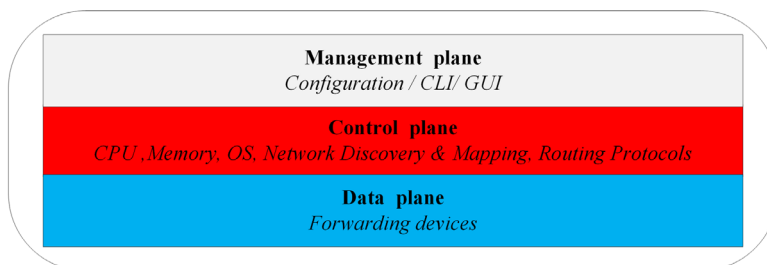 Management plane
Configuration / CLI/ GUI
Control plane
CPU ,Memory, OS, Network Discovery & Mapping, Routing Protocols
Data plane
Forwarding devices